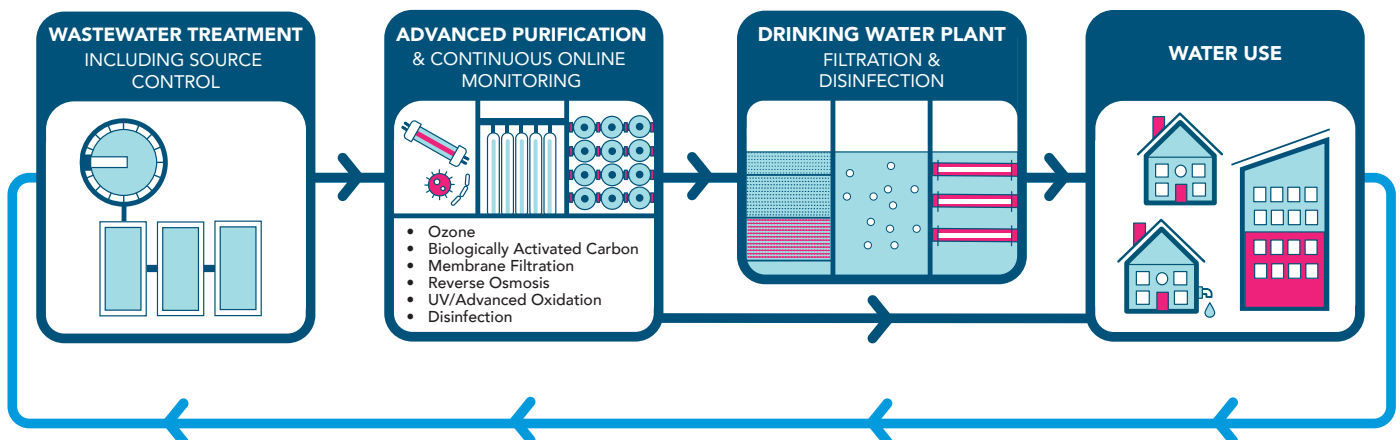 WASTEWATER TREATMENT
INCLUDING SOURCE
CONTROL
ADVANCED PURIFICATION
& CONTINUOUS ONLINE
MONITORING
• Ozone
• Biologically Activated Carbon
• Membrane Filtration
• Reverse Osmosis
• UV/Advanced Oxidation
• Disinfection
DRINKING WATER PLANT
FILTRATION &
DISINFECTION
WATER USE